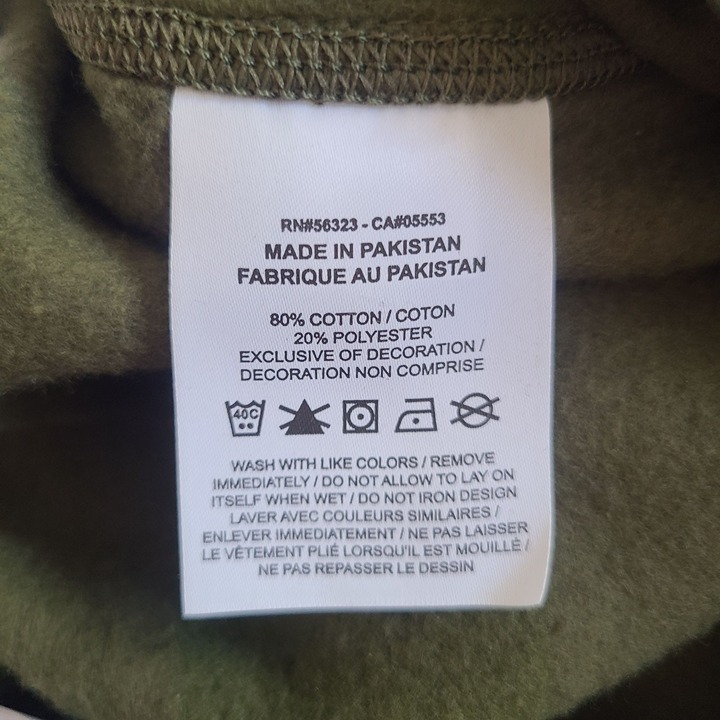 RN#56323 - CA#05553
MADE IN PAKISTAN
FABRIQUE AU PAKISTAN
80% COTTON / COTON
20% POLYESTER
EXCLUSIVE OF DECORATION /
DECORATION NON COMPRISE
40C
WASH WITH LIKE COLORS / REMOVE
IMMEDIATELY / DO NOT ALLOW TO LAY ON
ITSELF WHEN WET / DO NOT IRON DESIGN
LAVER AVEC COULEURS SIMILAIRES /
ENLEVER IMMEDIATEMENT / NE PAS LAISSER
LE VÊTEMENT PLIÉ LORSQU'IL EST MOUILLÉ /
NE PAS REPASSER LE DESSIN